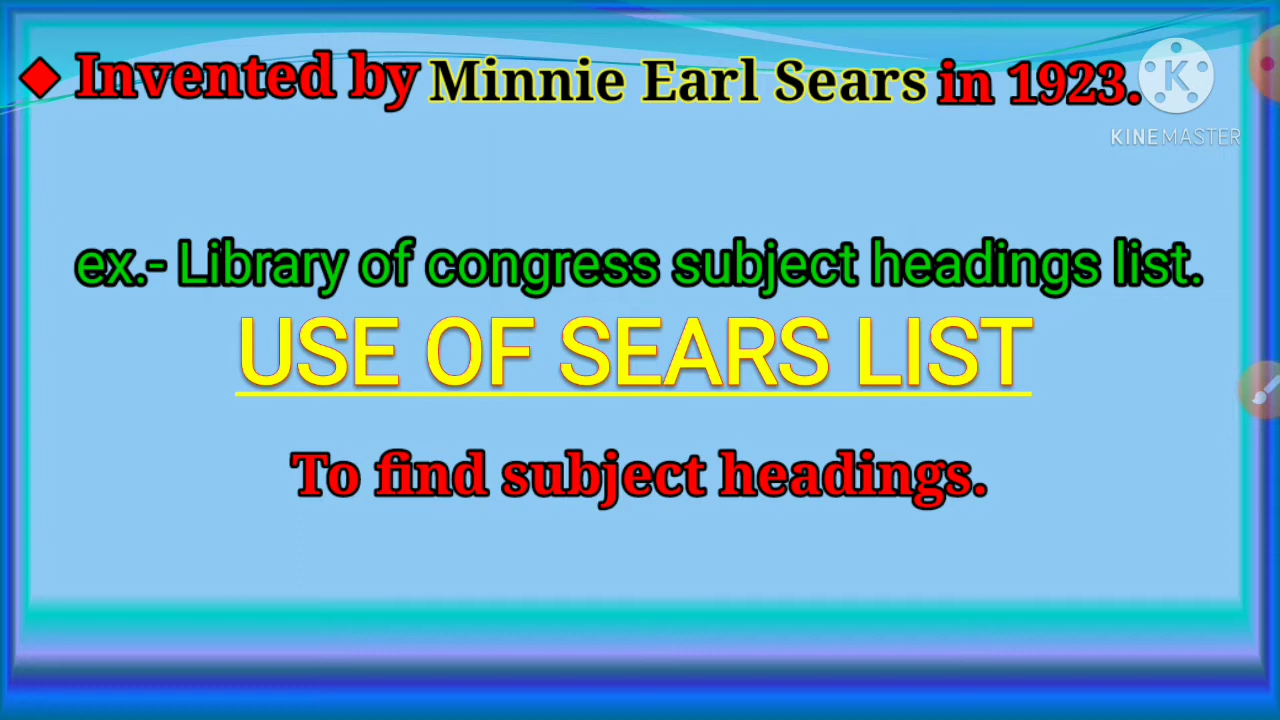 ◆ Invented by Minnie Earl Sears in 1923.
K
KINEMASTER
ex.- Library of congress subject headings list.
USE OF SEARS LIST
To find subject headings.